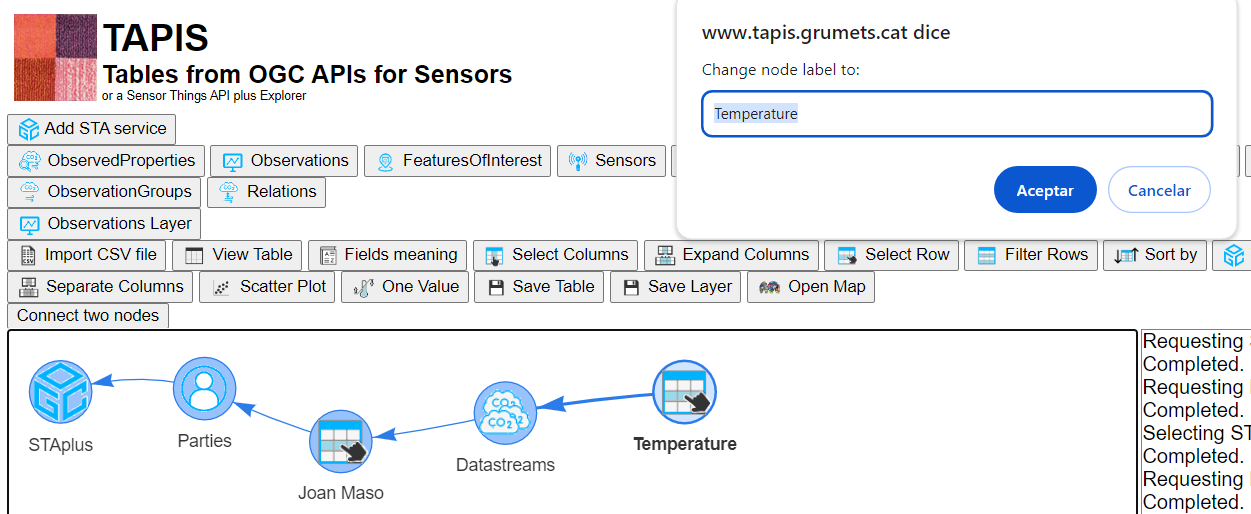 TAPIS
Tables from OGC APIs for Sensors
or a Sensor Things API plus Explorer
www.tapis.grumets.cat dice
Change node label to:
Temperature
Aceptar Cancelar
Add STA service
ObservedProperties Observations FeaturesOfInterest Sensors
ObservationGroups Relations
Observations Layer
Import CSV file View Table Fields meaning Select Columns Expand Columns Select Row Filter Rows Sort by
Separate Columns Scatter Plot One Value Save Table Save Layer Open Map
Connect two nodes
STAplus
Parties
Joan Maso
Datastreams
Temperature
Requesting
Completed.
Requesting
Completed.
Selecting ST
Completed.
Requesting
Completed.